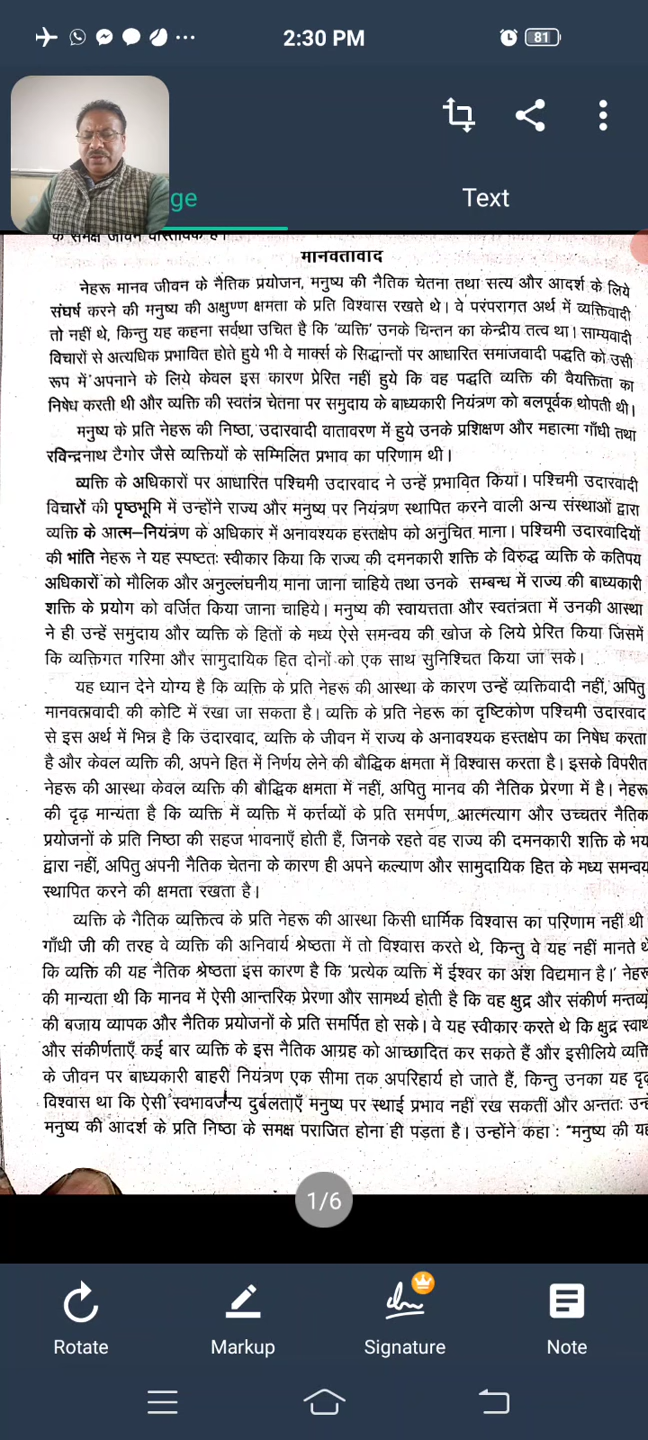 2:30 PM
81
ge
Text
के समक्ष जीवन वास्तविक है।
मानवतावाद
नेहरू मानव जीवन के नैतिक प्रयोजन, मनुष्य की नैतिक चेतना तथा सत्य और आदर्श के लिये
संघर्ष करने की मनुष्य की अक्षुण्ण क्षमता के प्रति विश्वास रखते थे। वे परंपरागत अर्थ में व्यक्तिवादी
तो नहीं थे, किन्तु यह कहना सर्वथा उचित है कि 'व्यक्ति' उनके चिन्तन का केन्द्रीय तत्व था। साम्यवादी
विचारों से अत्यधिक प्रभावित होते हुये भी वे मार्क्स के सिद्धान्तों पर आधारित समाजवादी पद्धति को उसी
रूप में अपनाने के लिये केवल इस कारण प्रेरित नहीं हुये कि वह पद्धति व्यक्ति की वैयक्तिता का
निषेध करती थी और व्यक्ति की स्वतंत्र चेतना पर समुदाय के बाध्यकारी नियंत्रण को बलपूर्वक थोपती थी।
मनुष्य के प्रति नेहरू की निष्ठा, उदारवादी वातावरण में हुये उनके प्रशिक्षण और महात्मा गाँधी तथा
रविन्द्रनाथ टैगोर जैसे व्यक्तियों के सम्मिलित प्रभाव का परिणाम थी।
व्यक्ति के अधिकारों पर आधारित पश्चिमी उदारवाद ने उन्हें प्रभावित किया। पश्चिमी उदारवादी
विचारों की पृष्ठभूमि में उन्होंने राज्य और मनुष्य पर नियंत्रण स्थापित करने वाली अन्य संस्थाओं द्वारा
व्यक्ति के आत्म–नियंत्रण के अधिकार में अनावश्यक हस्तक्षेप को अनुचित माना। पश्चिमी उदारवादियों
की भांति नेहरू ने यह स्पष्टतः स्वीकार किया कि राज्य की दमनकारी शक्ति के विरुद्ध व्यक्ति के कतिपय
अधिकारों को मौलिक और अनुल्लंघनीय माना जाना चाहिये तथा उनके सम्बन्ध में राज्य की बाध्यकारी
शक्ति के प्रयोग को वर्जित किया जाना चाहिये। मनुष्य की स्वायत्तता और स्वतंत्रता में उनकी आस्था
ने ही उन्हें समुदाय और व्यक्ति के हितों के मध्य ऐसे समन्वय की खोज के लिये प्रेरित किया जिसमें
कि व्यक्तिगत गरिमा और सामुदायिक हित दोनों को एक साथ सुनिश्चित किया जा सके।
यह ध्यान देने योग्य है कि व्यक्ति के प्रति नेहरू की आस्था के कारण उन्हें व्यक्तिवादी नहीं, अपितु
मानवतावादी की कोटि में रखा जा सकता है। व्यक्ति के प्रति नेहरू का दृष्टिकोण पश्चिमी उदारवाद
से इस अर्थ में भिन्न है कि उदारवाद, व्यक्ति के जीवन में राज्य के अनावश्यक हस्तक्षेप का निषेध करता
है और केवल व्यक्ति की, अपने हित में निर्णय लेने की बौद्धिक क्षमता में विश्वास करता है। इसके विपरीत
नेहरू की आस्था केवल व्यक्ति की बौद्धिक क्षमता में नहीं, अपितु मानव की नैतिक प्रेरणा में है। नेहरू
की दृढ़ मान्यता है कि व्यक्ति में व्यक्ति में कर्त्तव्यों के प्रति समर्पण, आत्मत्याग और उच्चतर नैतिक
प्रयोजनों के प्रति निष्ठा की सहज भावनाएँ होती हैं, जिनके रहते वह राज्य की दमनकारी शक्ति के भय
द्वारा नहीं, अपितु अपनी नैतिक चेतना के कारण ही अपने कल्याण और सामुदायिक हित के मध्य समन्वय
स्थापित करने की क्षमता रखता है।
व्यक्ति के गैतिक व्यक्तित्व के प्रति नेहरू की आस्था किसी धार्मिक विश्वास का परिणाम नहीं थी
गाँधी जी की तरह वे व्यक्ति की अनिवार्य श्रेष्ठता में तो विश्वास करते थे, किन्तु वे यह नहीं मानते थे
कि व्यक्ति की यह नैतिक श्रेष्ठता इस कारण है कि 'प्रत्येक व्यक्ति में ईश्वर का अंश विद्यमान है।' नेहरू
की मान्यता थी कि मानव में ऐसी आन्तरिक प्रेरणा और सामर्थ्य होती है कि वह क्षुद्र और संकीर्ण मन्तव्यों
की बजाय व्यापक और नैतिक प्रयोजनों के प्रति समर्पित हो सके। वे यह स्वीकार करते थे कि क्षुद्र स्वार्थ
और संकीर्णताएँ कई बार व्यक्ति के इस नैतिक आग्रह को आच्छादित कर सकते हैं और इसीलिये व्यक्ति
के जीवन पर बाध्यकारी बाहरी नियंत्रण एक सीमा तक अपरिहार्य हो जाते हैं, किन्तु उनका यह दृढ़
विश्वास था कि ऐसी स्वभावजन्य दुर्बलताएँ मनुष्य पर स्थाई प्रभाव नहीं रख सकतीं और अन्ततः उन्हें
मनुष्य की आदर्श के प्रति निष्ठा के समक्ष पराजित होना ही पड़ता है। उन्होंने कहा : "मनुष्य की यह
1/6
Rotate
Markup
Signature
Note